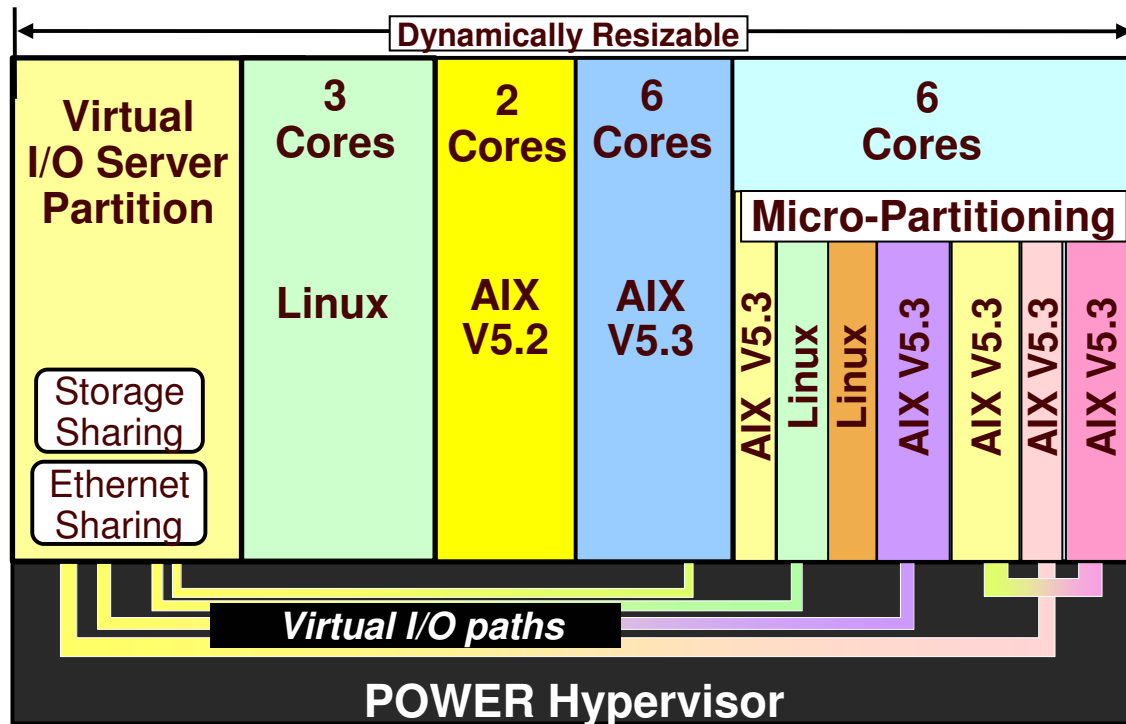 Dynamically Resizable
Virtual
I/O Server
Partition
Storage
Sharing
Ethernet
Sharing
3
Cores
Linux
2
Cores
AIX
V5.2
6
Cores
AIX
V5.3
6
Cores
Micro-Partitioning
AIX V5.3
Linux
Linux
AIX V5.3
AIX V5.3
AIX V5.3
AIX V5.3
Virtual I/O paths
POWER Hypervisor